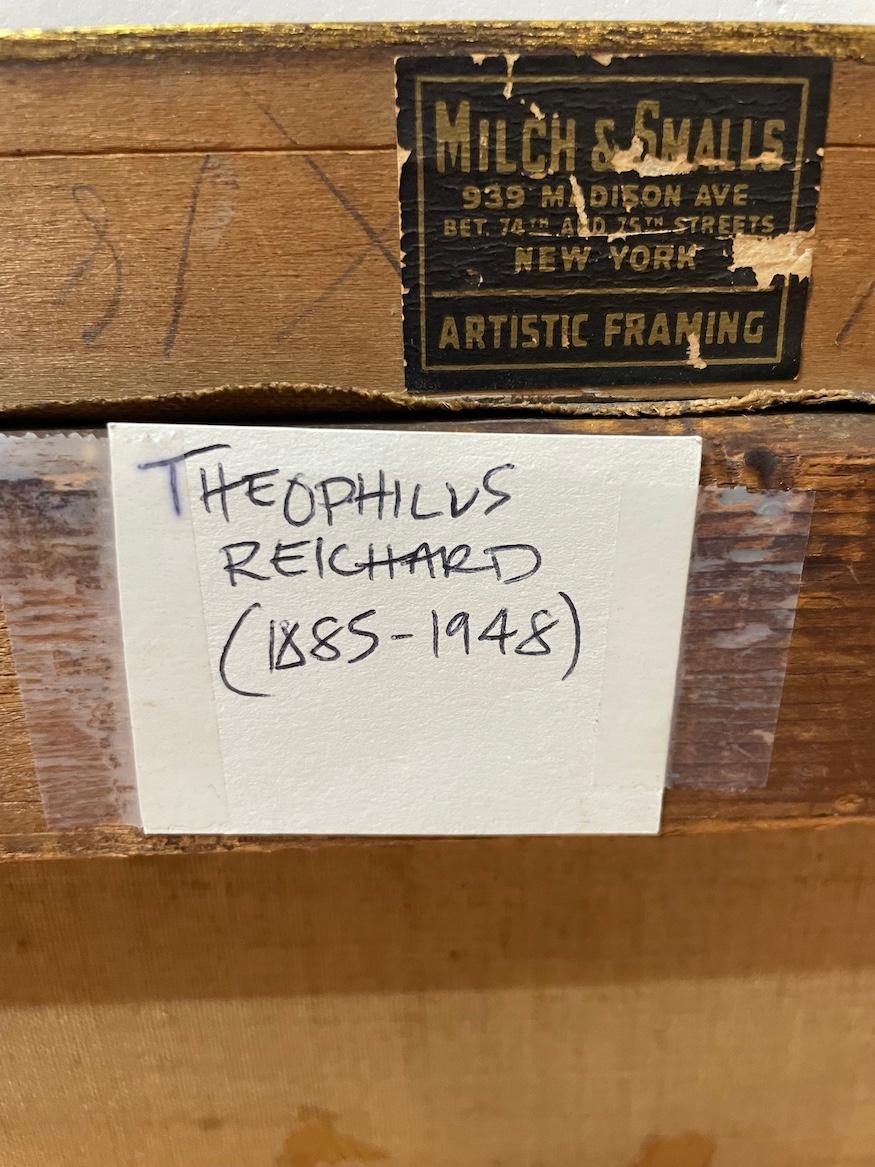 MILCH & SMALLS
939 MADISON AVE
BET. 74TH AND 75TH STREETS
NEW YORK
ARTISTIC FRAMING
THEOPHILUS
REICHARD
(1885-1948)